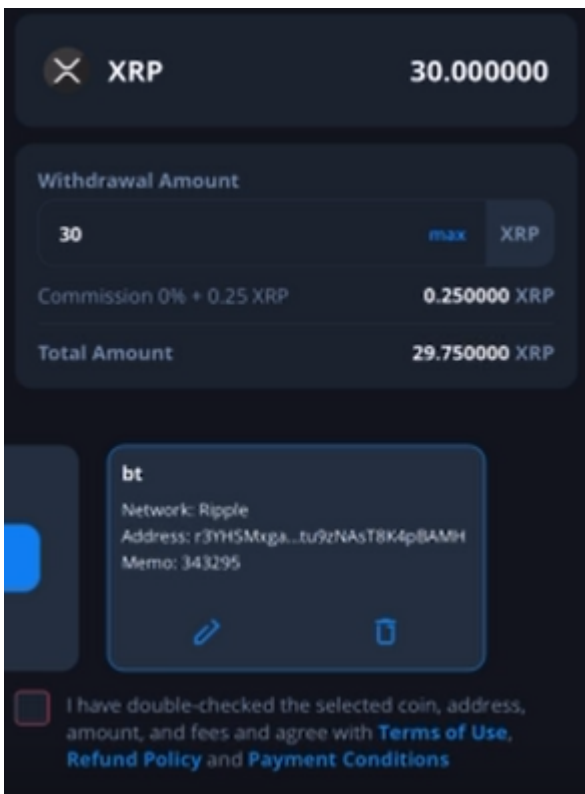 XRP 30.000000
Withdrawal Amount
30 max XRP
Commission 0% + 0.25 XRP 0.250000 XRP
Total Amount 29.750000 XRP
bt
Network: Ripple
Address: r3YHSMxga...tu9zNAsT8K4pBAMH
Memo: 343295
I have double-checked the selected coin, address,
amount, and fees and agree with Terms of Use,
Refund Policy and Payment Conditions